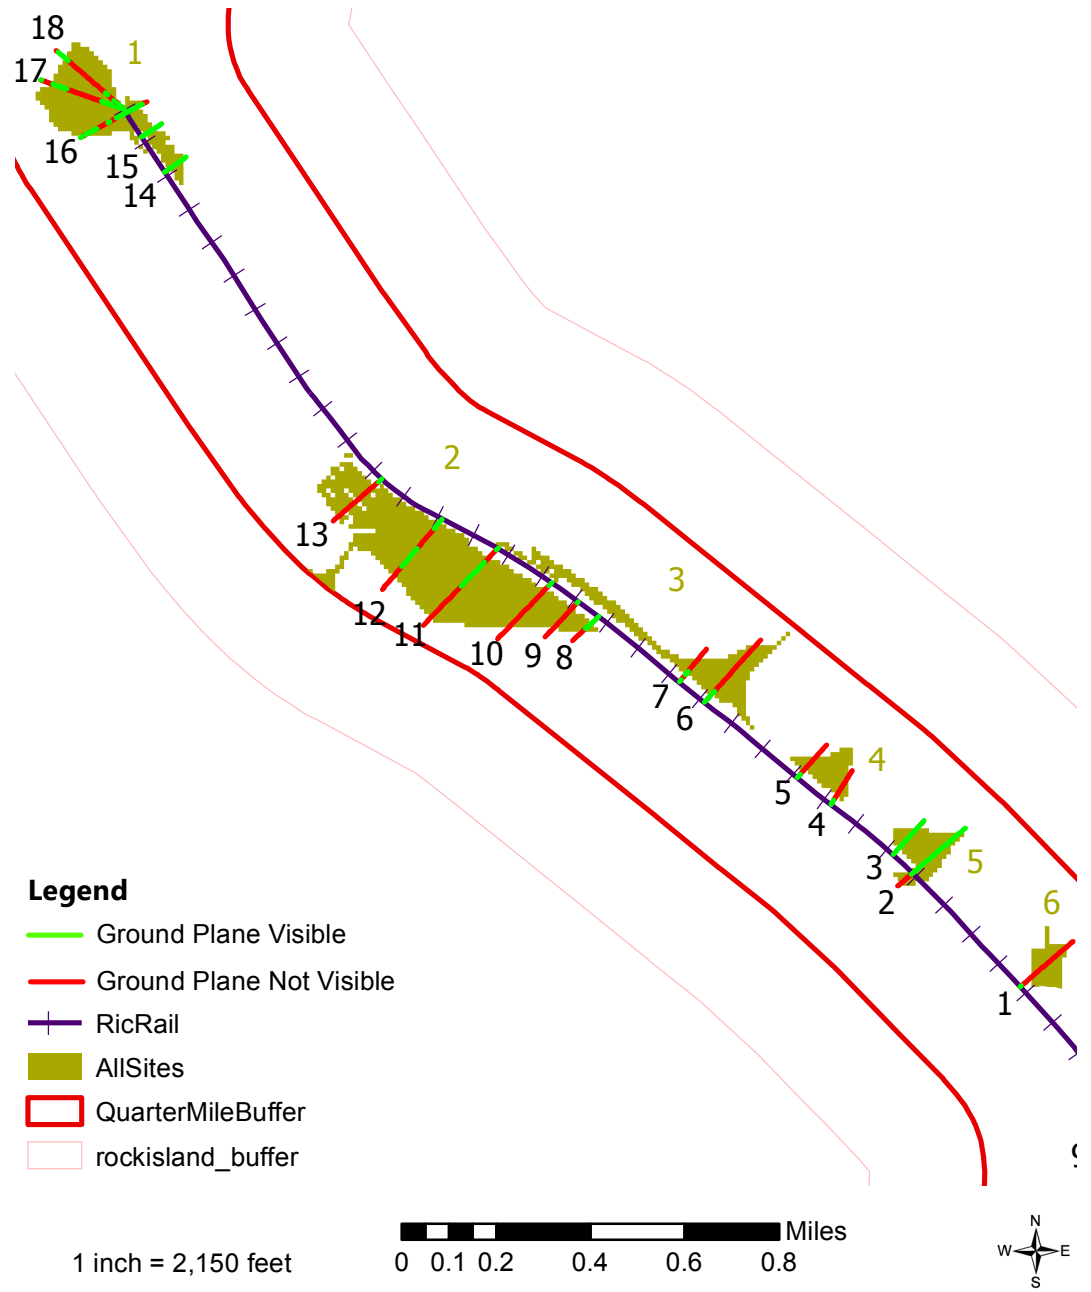 18
1
17
16
15
14
2
13
3
12
11
10
9
8
7
6
4
5
4
3
5
2
6
1
Legend
Ground Plane Visible
Ground Plane Not Visible
RicRail
AllSites
QuarterMileBuffer
rockisland_buffer
1 inch = 2,150 feet
Miles
0 0.1 0.2 0.4 0.6 0.8
N
W E
S